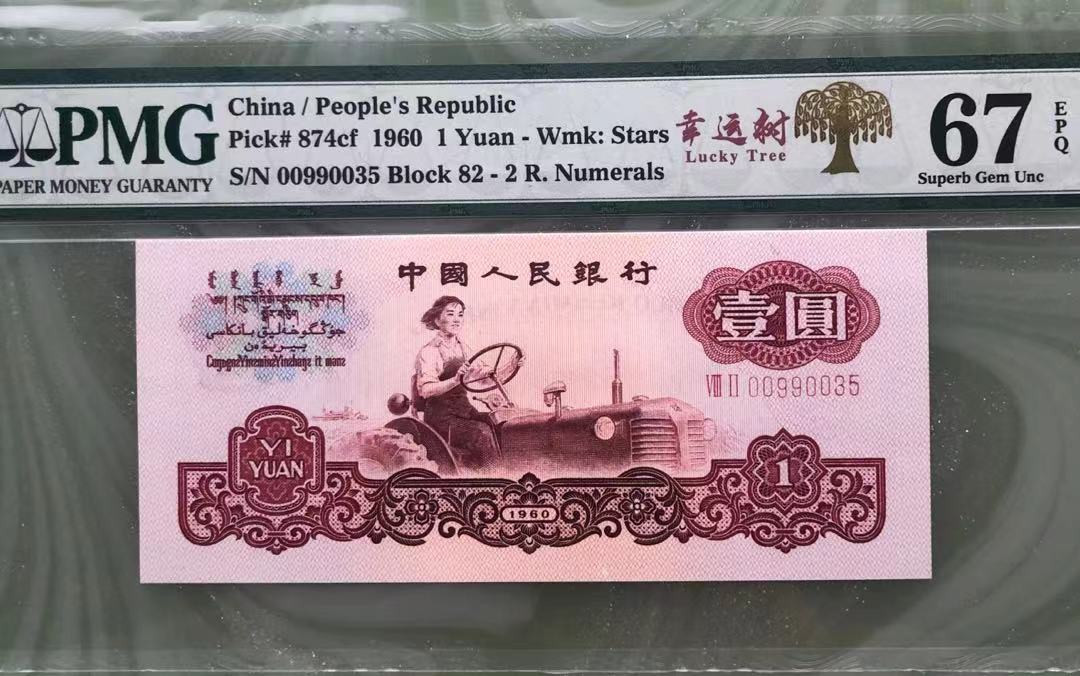 PMG
PAPER MONEY GUARANTY
China / People's Republic
Pick# 874cf 1960 1 Yuan - Wmk: Stars
S/N 00990035 Block 82 - 2 R. Numerals
幸运树
Lucky Tree
67
EPQ
Superb Gem Unc
中國人民銀行
壹圓
VIII II 00990035
YI
YUAN
1960
1